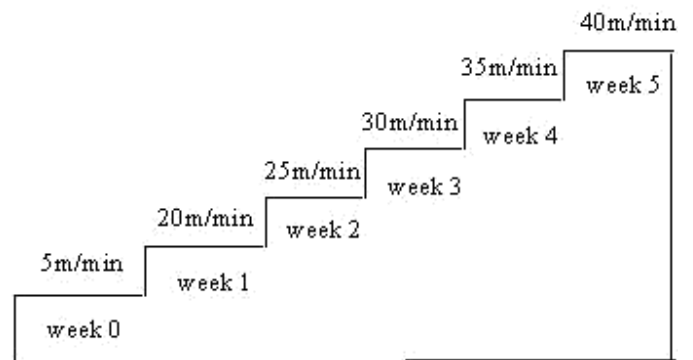 40m/min
35m/min
week 5
30m/min
week 4
25m/min
week 3
20m/min
week 2
5m/min
week 1
week 0